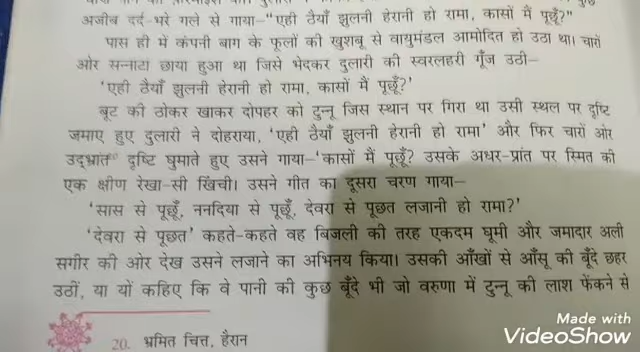 अजीब दर्द-भरे गले से गाया–“एही ठैयाँ झुलनी हेरानी हो रामा, कासों मैं पूछूँ?”
पास ही में कंपनी बाग के फूलों की खुशबू से वायुमंडल आमोदित हो उठा था। चारों
ओर सन्नाटा छाया हुआ था जिसे भेदकर दुलारी की स्वरलहरी गूँज उठी–
‘एही ठैयाँ झुलनी हेरानी हो रामा, कासों मैं पूछूँ?’
बूट की ठोकर खाकर दोपहर को टुन्नू जिस स्थान पर गिरा था उसी स्थल पर दृष्टि
जमाए हुए दुलारी ने दोहराया, ‘एही ठैयाँ झुलनी हेरानी हो रामा’ और फिर चारों ओर
उद्भ्रांत²⁰ दृष्टि घुमाते हुए उसने गाया–‘कासों मैं पूछूँ? उसके अधर-प्रांत पर स्मित की
एक क्षीण रेखा-सी खिंची। उसने गीत का दूसरा चरण गाया–
‘सास से पूछूँ, ननदिया से पूछूँ, देवरा से पूछत लजानी हो रामा?’
‘देवरा से पूछत’ कहते-कहते वह बिजली की तरह एकदम घूमी और जमादार अली
सगीर की ओर देख उसने लजाने का अभिनय किया। उसकी आँखों से आँसू की बूँदे छहर
उठीं, या यों कहिए कि वे पानी की कुछ बूँदे भी जो वरुणा में टुन्नू की लाश फेंकने से
20. भ्रमित चित्त, हैरान
Made with
VideoShow